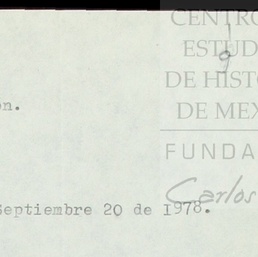 CENTRO
ESTUD
DE HISTO
DE MEX
FUNDA
Carlos
on.
Septiembre 20 de 1978.